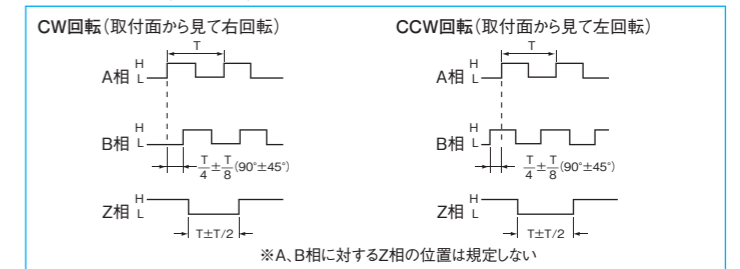 CW回転(取付面から見て右回転)
T
A相 H L
B相 H L
T/4±T/8(90°±45°)
Z相 H L
T±T/2
CCW回転(取付面から見て左回転)
T
A相 H L
B相 H L
T/4±T/8(90°±45°)
Z相 H L
T±T/2
※A、B相に対するZ相の位置は規定しない